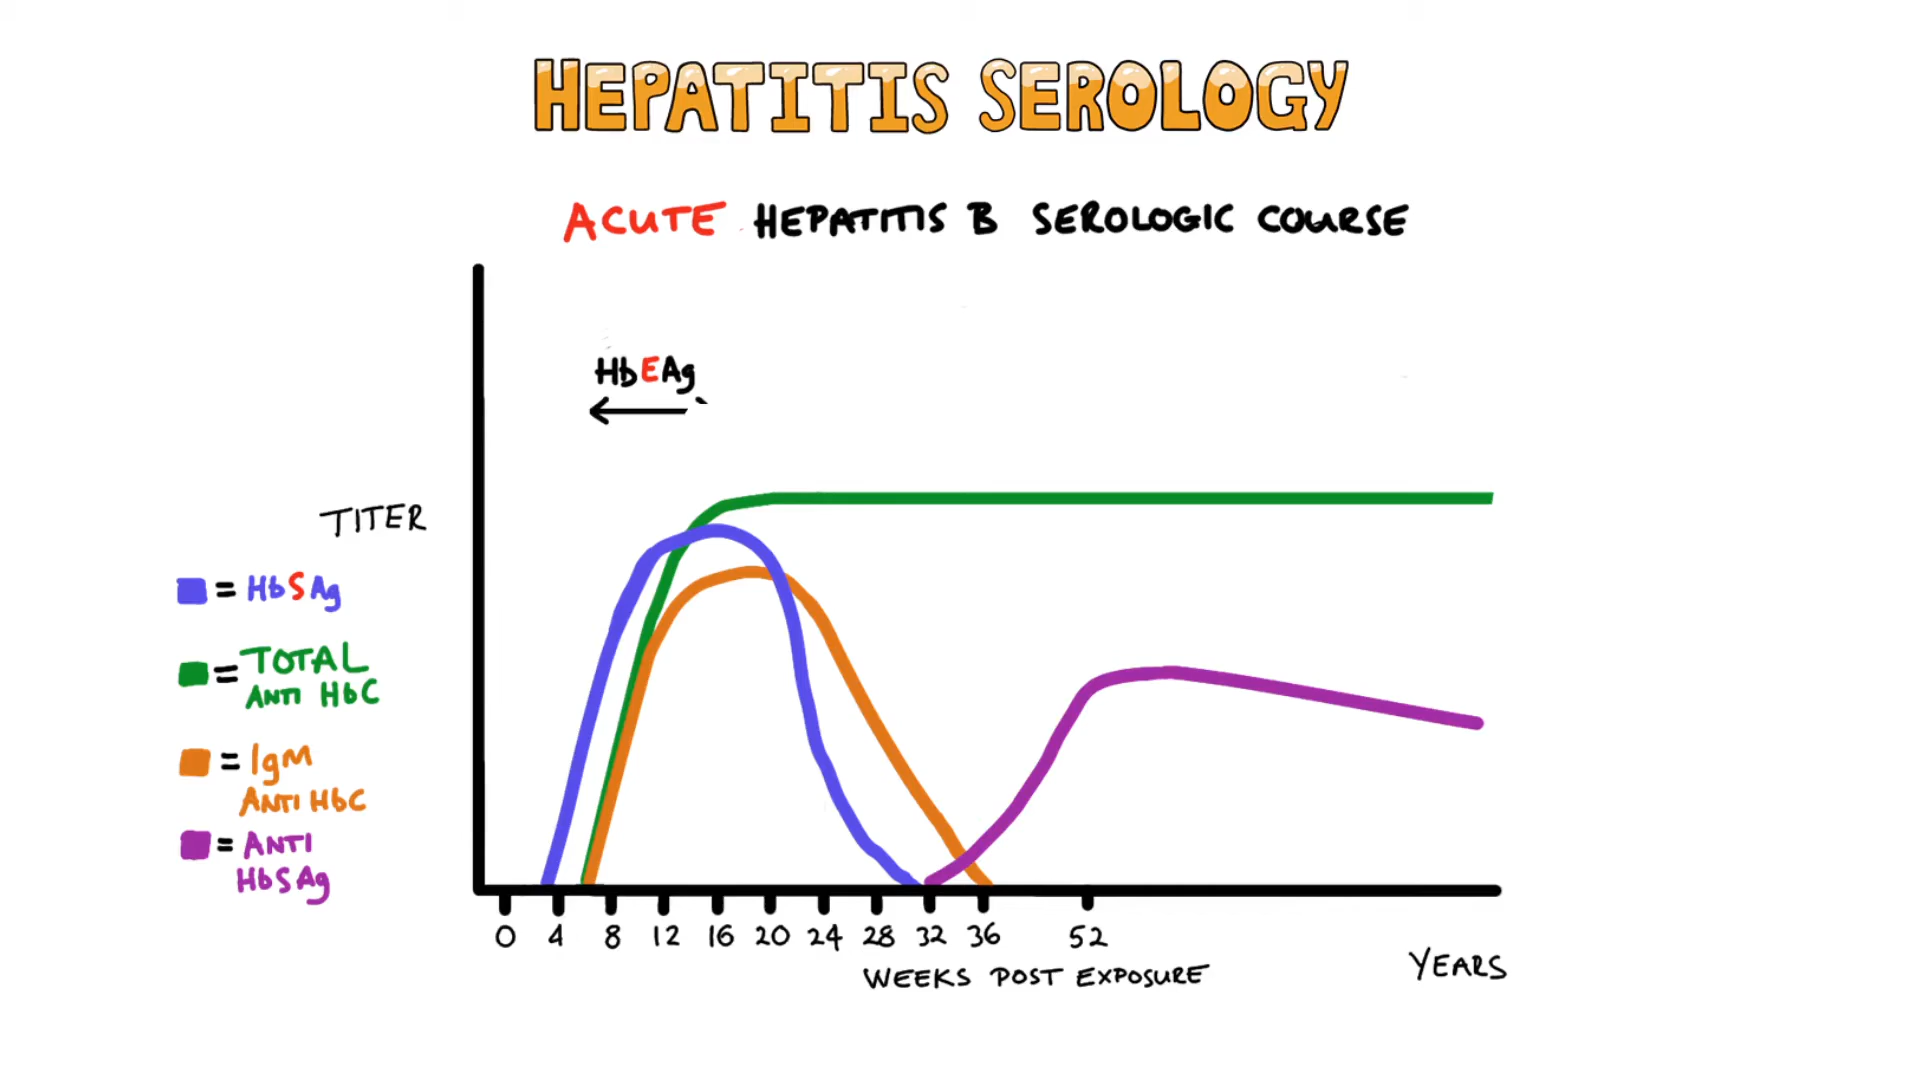 HEPATITIS SEROLOGY
ACUTE HEPATITIS B SEROLOGIC COURSE
HbEAg
TITER
= HbSAg
= TOTAL
ANTI HbC
= IgM
ANTI HbC
= ANTI
HbSAg
0 4 8 12 16 20 24 28 32 36 52
WEEKS POST EXPOSURE
YEARS